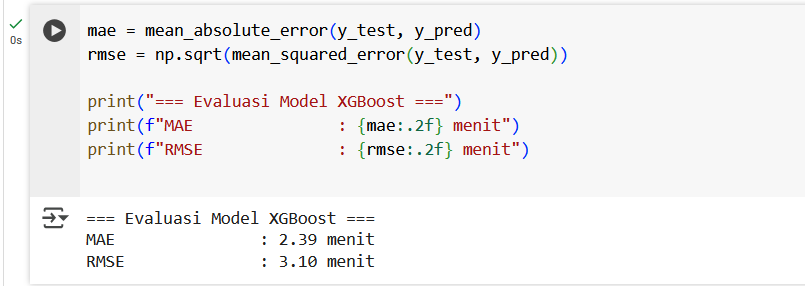 mae = mean_absolute_error(y_test, y_pred)
0s
rmse = np.sqrt(mean_squared_error(y_test, y_pred))
print("=== Evaluasi Model XGBoost ===")
print(f"MAE               : {mae:.2f} menit")
print(f"RMSE              : {rmse:.2f} menit")
=== Evaluasi Model XGBoost ===
MAE               : 2.39 menit
RMSE              : 3.10 menit